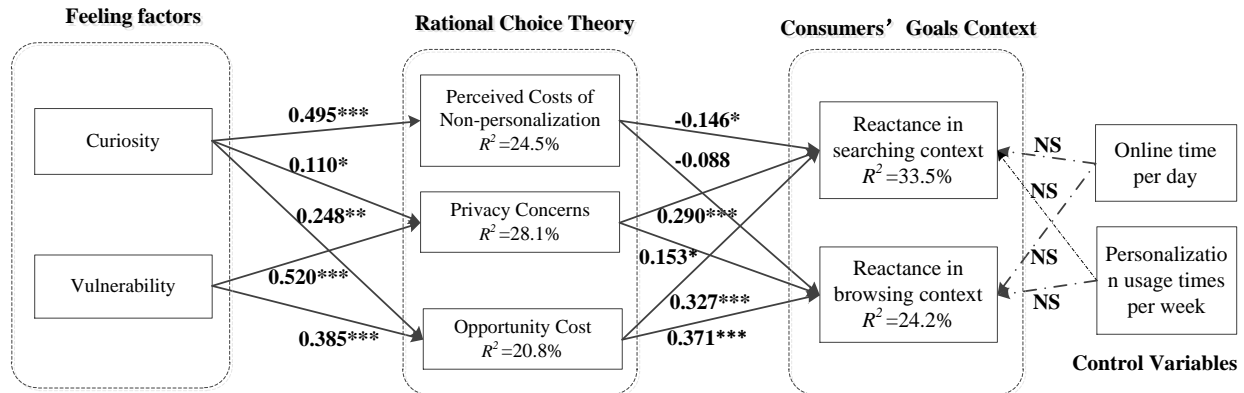 Feeling factors
Rational Choice Theory
Consumers’ Goals Context
Curiosity
Vulnerability
0.495***
0.110*
0.248**
0.520***
0.385***
Perceived Costs of
Non-personalization
R²=24.5%
Privacy Concerns
R²=28.1%
Opportunity Cost
R²=20.8%
-0.146*
-0.088
0.290***
0.153*
0.327***
0.371***
Reactance in
searching context
R²=33.5%
Reactance in
browsing context
R²=24.2%
NS
NS
NS
NS
Online time
per day
Personalizatio
n usage times
per week
Control Variables